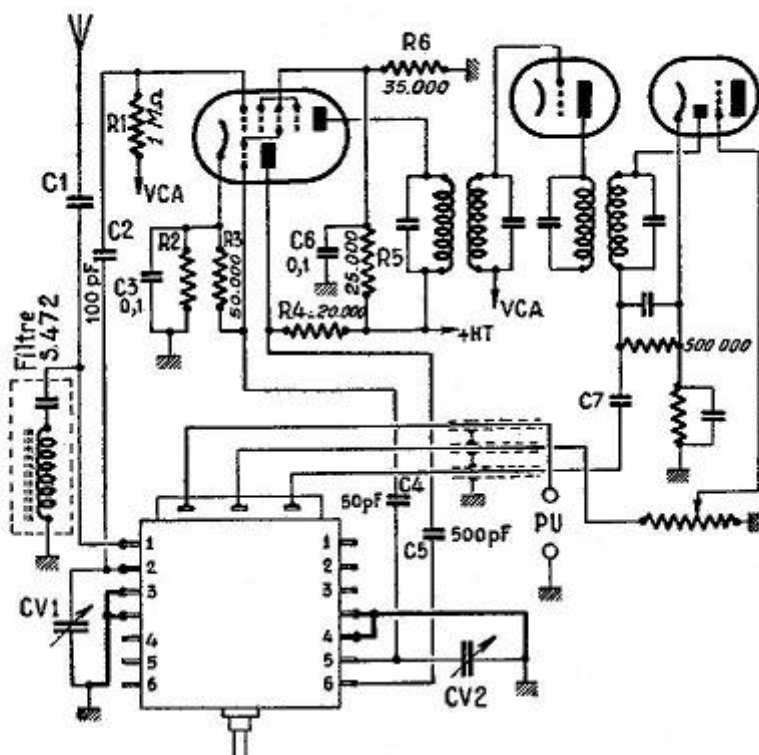 R6
35.000
R1
1 MΩ
VCA
C1
C2
100 pF
R2
R3
50.000
C3
0,1
C6
0,1
R5
25.000
R4=20.000
+HT
VCA
500 000
C7
Filtre
S.472
C4
50pF
C5
500pF
PU
1
2
3
4
5
6
1
2
3
4
5
6
CV1
CV2